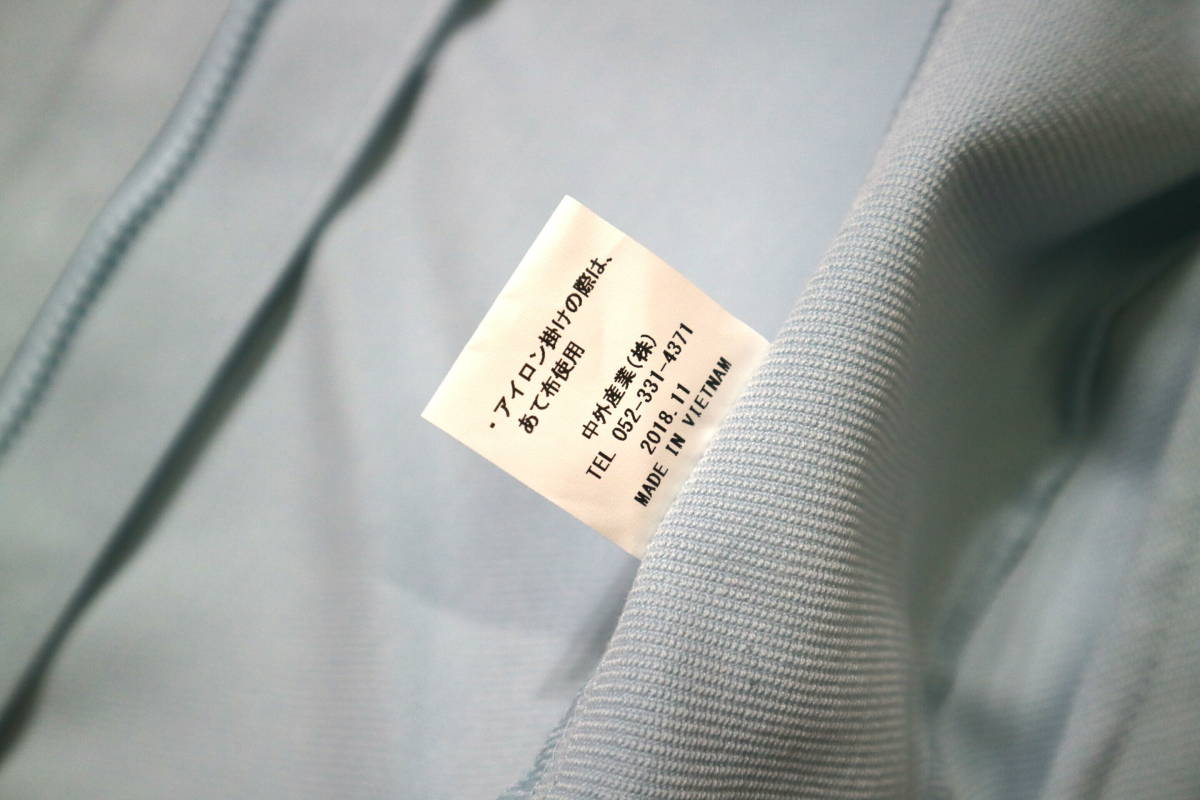 ・アイロン掛けの際は、
あて布使用
中外産業(株)
TEL 052-331-4371
2018.11
MADE IN VIETNAM